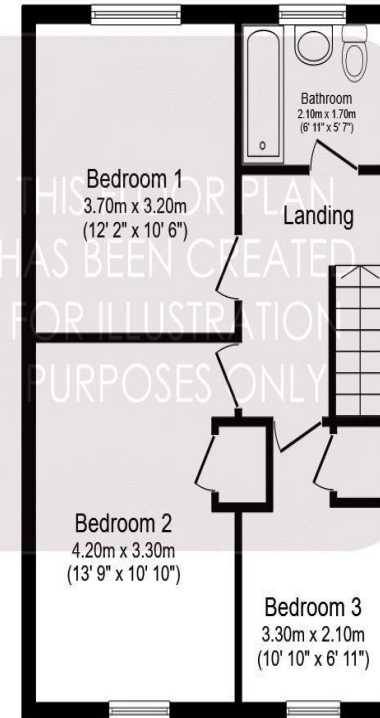 Bathroom
2.10m x 1.70m
(6' 11" x 5' 7")
Bedroom 1
3.70m x 3.20m
(12' 2" x 10' 6")
Landing
THIS FLOOR PLAN
HAS BEEN CREATED
FOR ILLUSTRATION
PURPOSES ONLY
Bedroom 2
4.20m x 3.30m
(13' 9" x 10' 10")
Bedroom 3
3.30m x 2.10m
(10' 10" x 6' 11")